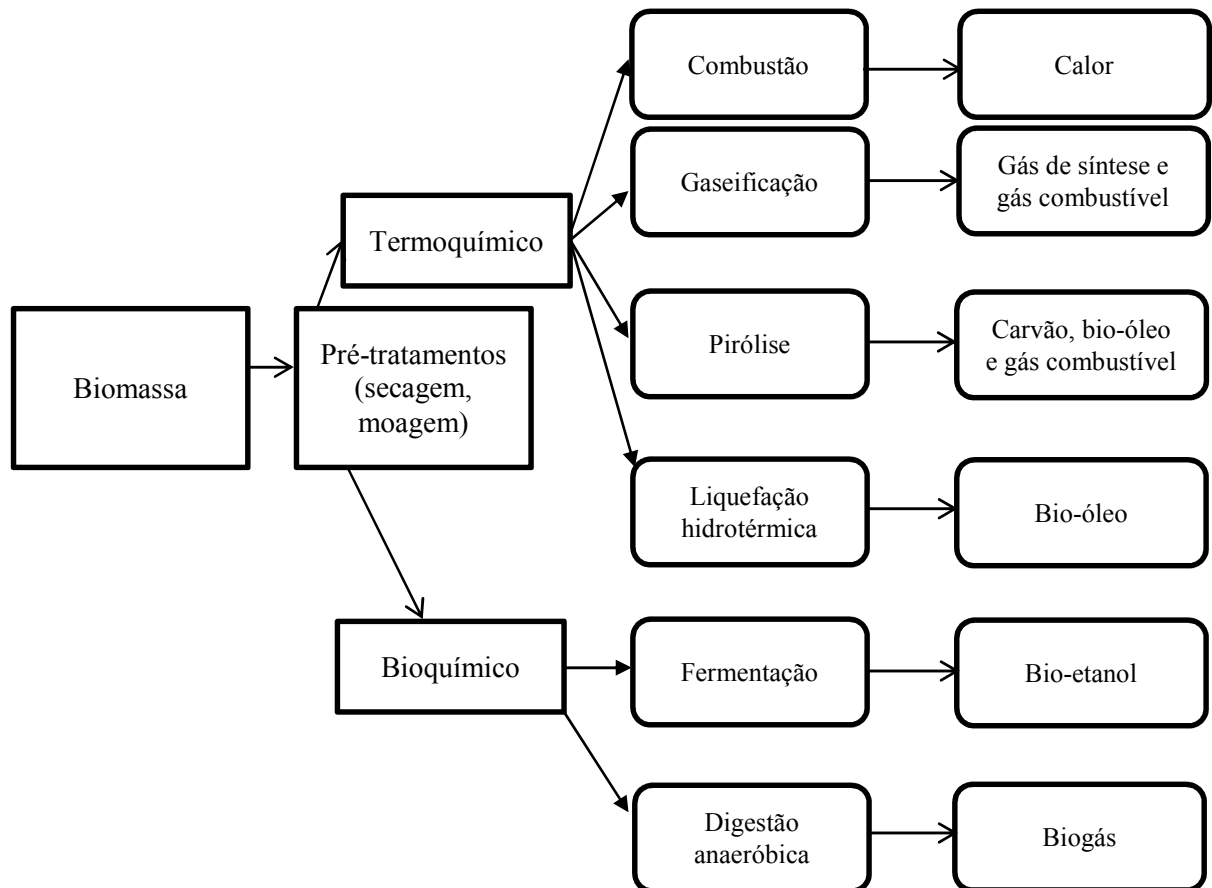 Combustão
Calor
Gaseificação
Gás de síntese e
gás combustível
Termoquímico
Biomassa
Pré-tratamentos
(secagem,
moagem)
Pirólise
Carvão, bio-óleo
e gás combustível
Liquefação
hidrotérmica
Bio-óleo
Bioquímico
Fermentação
Bio-etanol
Digestão
anaeróbica
Biogás